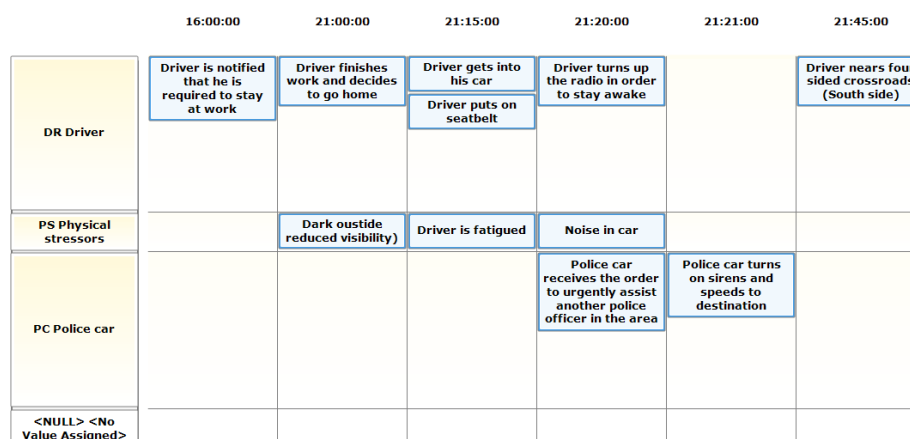 16:00:00 21:00:00 21:15:00 21:20:00 21:21:00 21:45:00
DR Driver
Driver is notified
that he is
required to stay
at work
Driver finishes
work and decides
to go home
Driver gets into
his car
Driver puts on
seatbelt
Driver turns up
the radio in order
to stay awake
Driver nears fou
sided crossroads
(South side)
PS Physical
stressors
Dark oustide
reduced visibility)
Driver is fatigued
Noise in car
PC Police car
Police car
receives the order
to urgently assist
another police
officer in the area
Police car turns
on sirens and
speeds to
destination
<NULL> <No
Value Assigned>